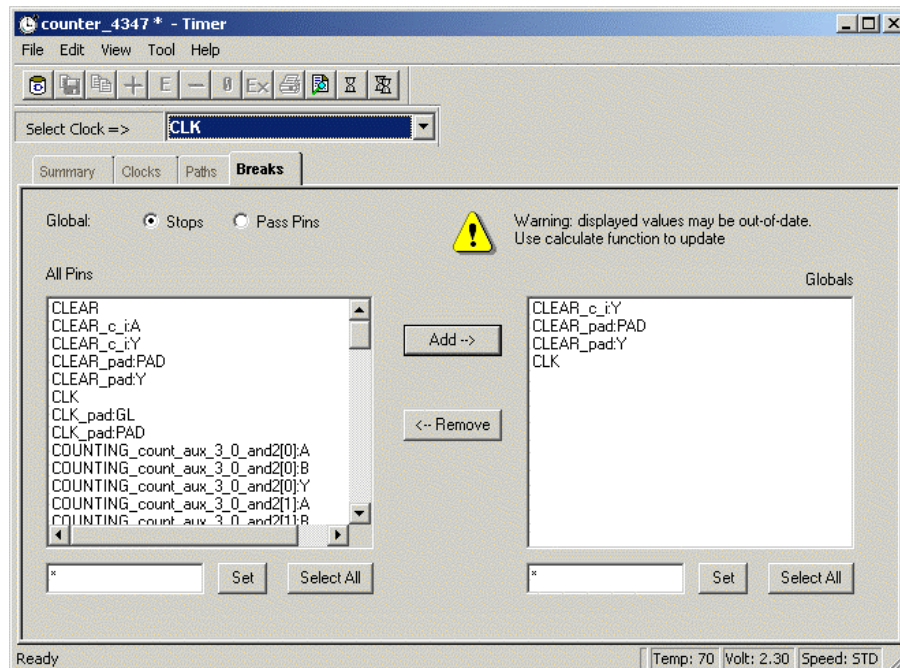 counter_4347 * - Timer
File Edit View Tool Help
E Ex
Select Clock => CLK
Summary Clocks Paths Breaks
Global: Stops Pass Pins
Warning: displayed values may be out-of-date.
Use calculate function to update
All Pins
CLEAR
CLEAR_c_i:A
CLEAR_c_i:Y
CLEAR_pad:PAD
CLEAR_pad:Y
CLK
CLK_pad:GL
CLK_pad:PAD
COUNTING_count_aux_3_0_and2[0]:A
COUNTING_count_aux_3_0_and2[0]:B
COUNTING_count_aux_3_0_and2[0]:Y
COUNTING_count_aux_3_0_and2[1]:A
COUNTING_count_aux_3_0_and2[1]:B
*
Set
Select All
Add -->
<-- Remove
Globals
CLEAR_c_i:Y
CLEAR_pad:PAD
CLEAR_pad:Y
CLK
*
Set
Select All
Ready
Temp: 70 Volt: 2.30 Speed: STD